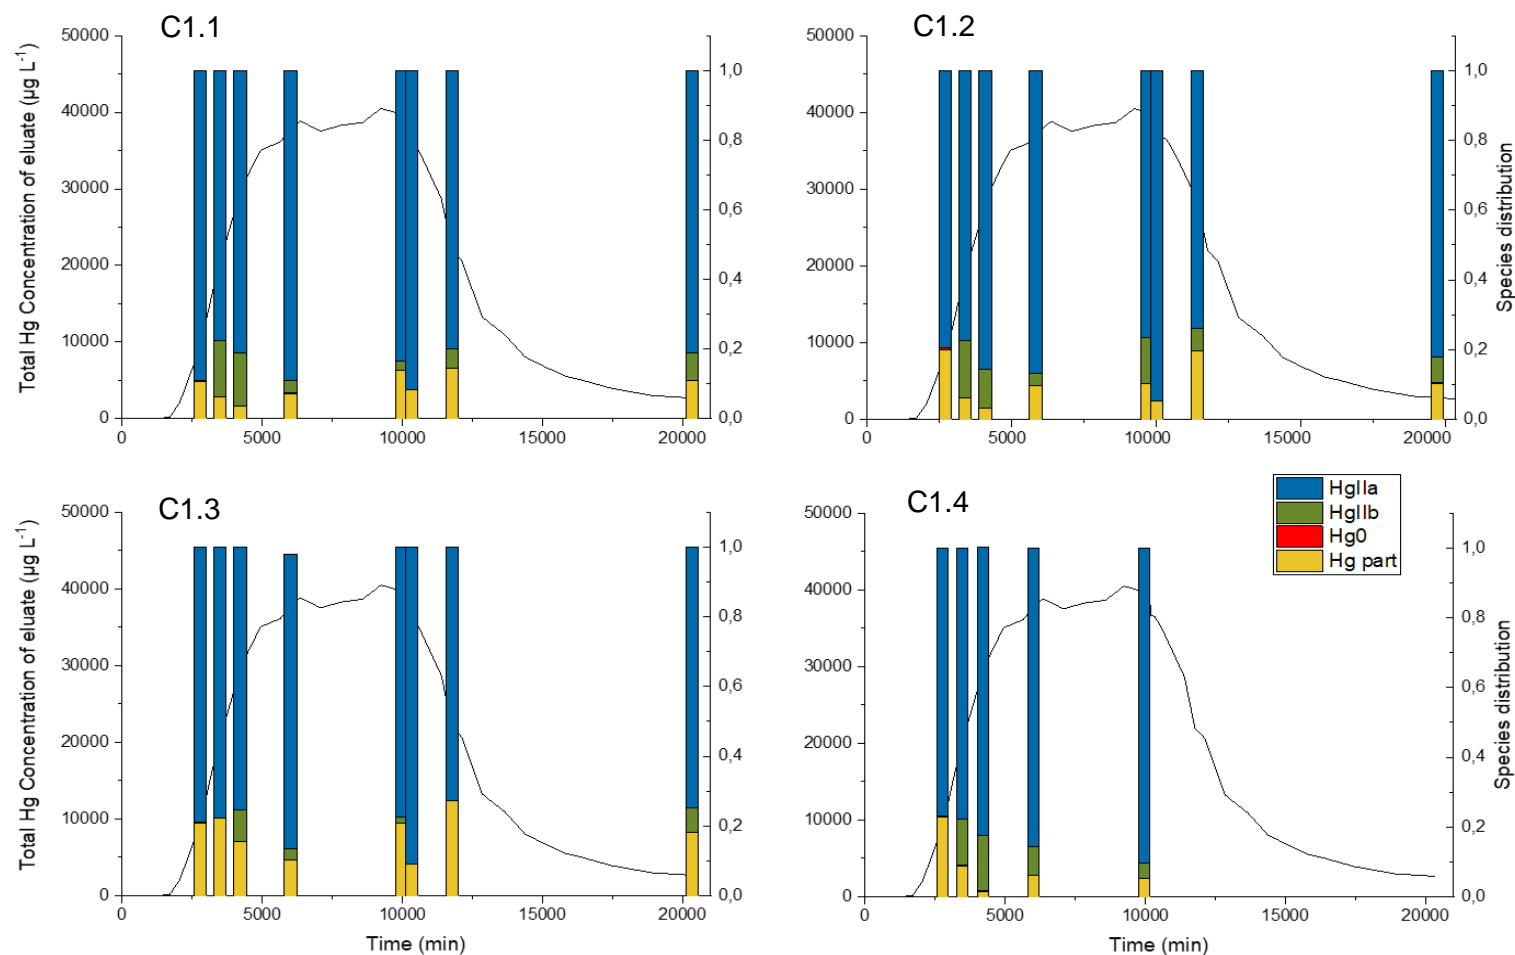 C1.1
Total Hg Concentration of eluate (µg L-1)
50000
40000
30000
20000
10000
0
0 5000 10000 15000 20000
1,0
0,8
0,6
0,4
0,2
0,0
C1.2
50000
40000
30000
20000
10000
0
0 5000 10000 15000 20000
1,0
0,8
0,6
0,4
0,2
0,0
Species distribution
C1.3
Total Hg Concentration of eluate (µg L-1)
50000
40000
30000
20000
10000
0
0 5000 10000 15000 20000
1,0
0,8
0,6
0,4
0,2
0,0
Time (min)
C1.4
HgIIa
HgIIb
Hg0
Hg part
50000
40000
30000
20000
10000
0
0 5000 10000 15000 20000
1,0
0,8
0,6
0,4
0,2
0,0
Species distribution
Time (min)